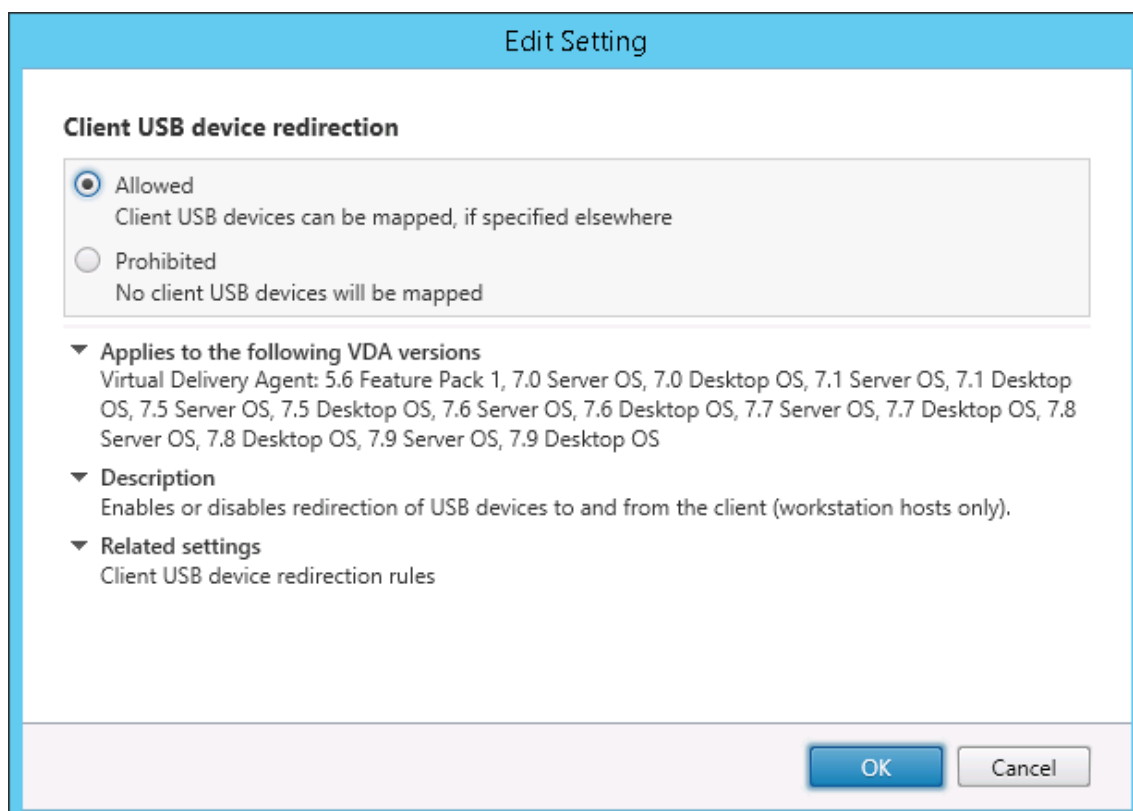 Edit Setting
Client USB device redirection
Allowed
Client USB devices can be mapped, if specified elsewhere
Prohibited
No client USB devices will be mapped
Applies to the following VDA versions
Virtual Delivery Agent: 5.6 Feature Pack 1, 7.0 Server OS, 7.0 Desktop OS, 7.1 Server OS, 7.1 Desktop
OS, 7.5 Server OS, 7.5 Desktop OS, 7.6 Server OS, 7.6 Desktop OS, 7.7 Server OS, 7.7 Desktop OS, 7.8
Server OS, 7.8 Desktop OS, 7.9 Server OS, 7.9 Desktop OS
Description
Enables or disables redirection of USB devices to and from the client (workstation hosts only).
Related settings
Client USB device redirection rules
OK Cancel